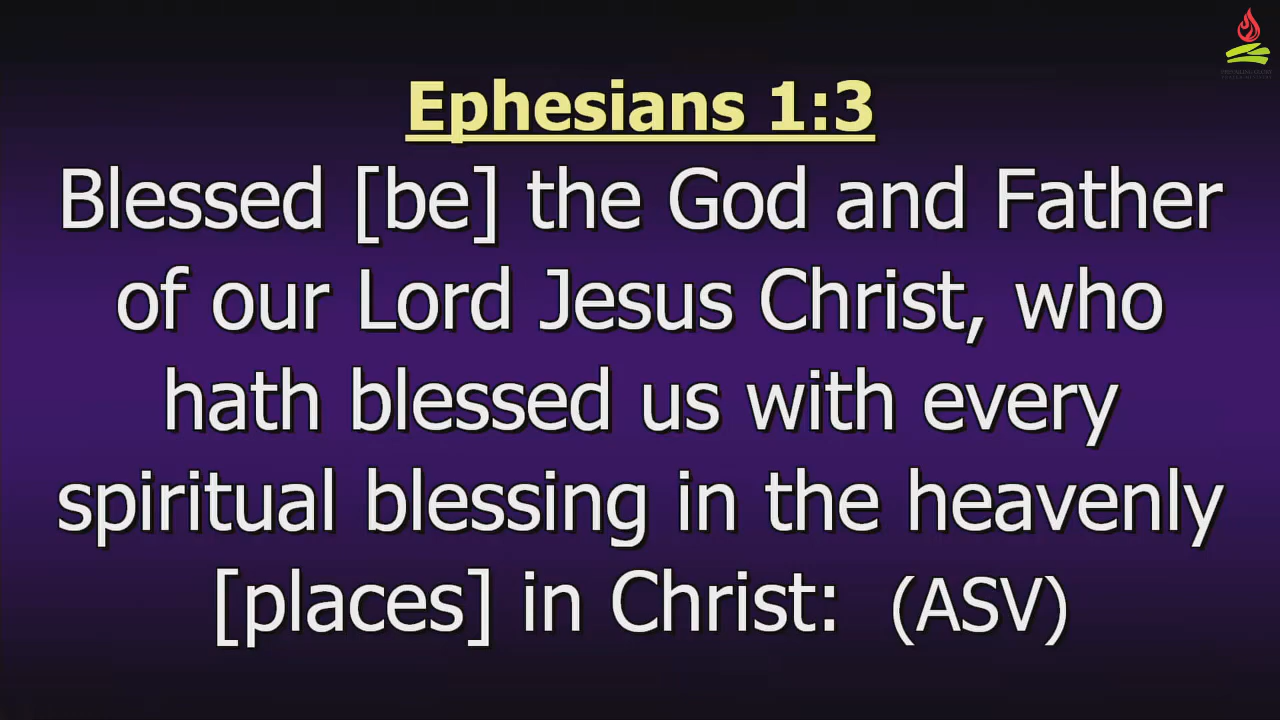 Ephesians 1:3
Blessed [be] the God and Father
of our Lord Jesus Christ, who
hath blessed us with every
spiritual blessing in the heavenly
[places] in Christ: (ASV)